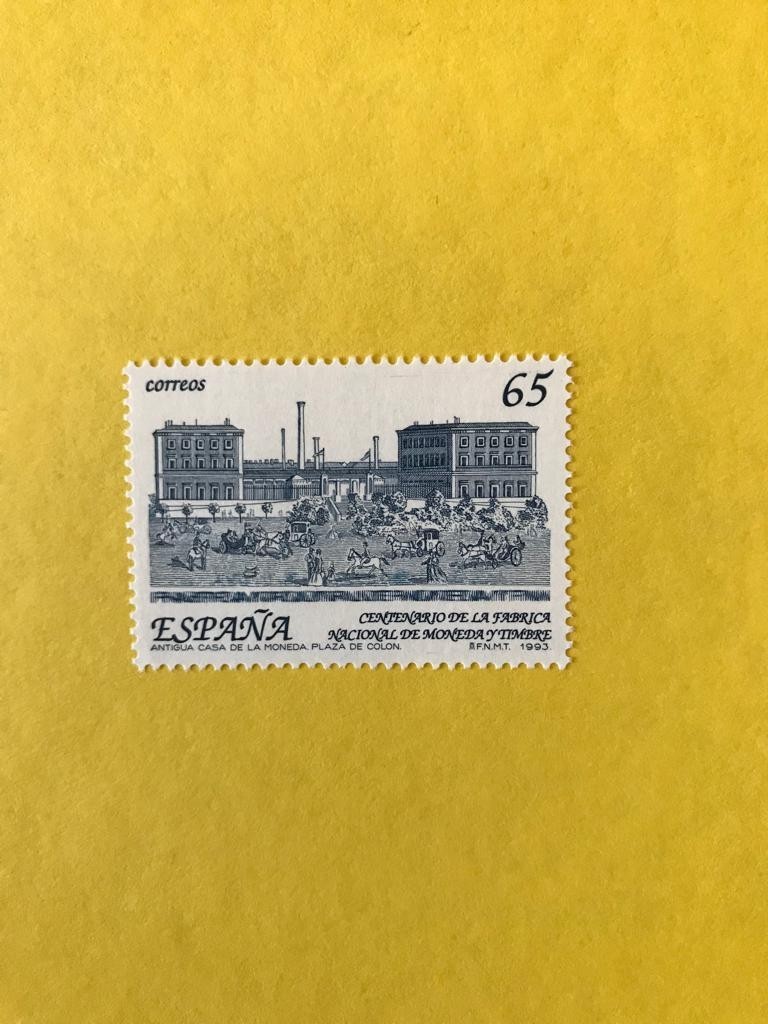 correos
65
ESPAÑA
CENTENARIO DE LA FABRICA
NACIONAL DE MONEDA Y TIMBRE
ANTIGUA CASA DE LA MONEDA. PLAZA DE COLON.
F.N.M.T. 1993.